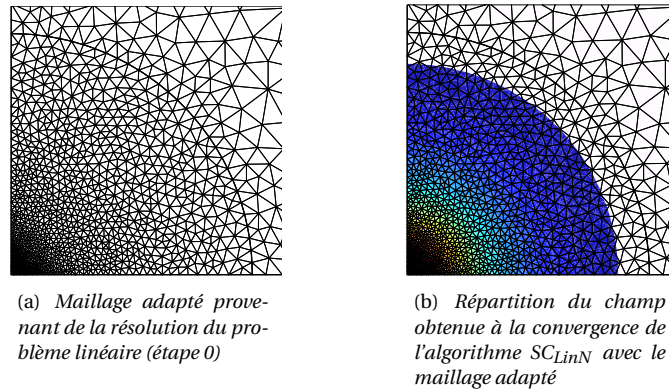 (a) Maillage adapté prove-
nant de la résolution du pro-
blème linéaire (étape 0)
(b) Répartition du champ
obtenue à la convergence de
l'algorithme SC_LinN avec le
maillage adapté